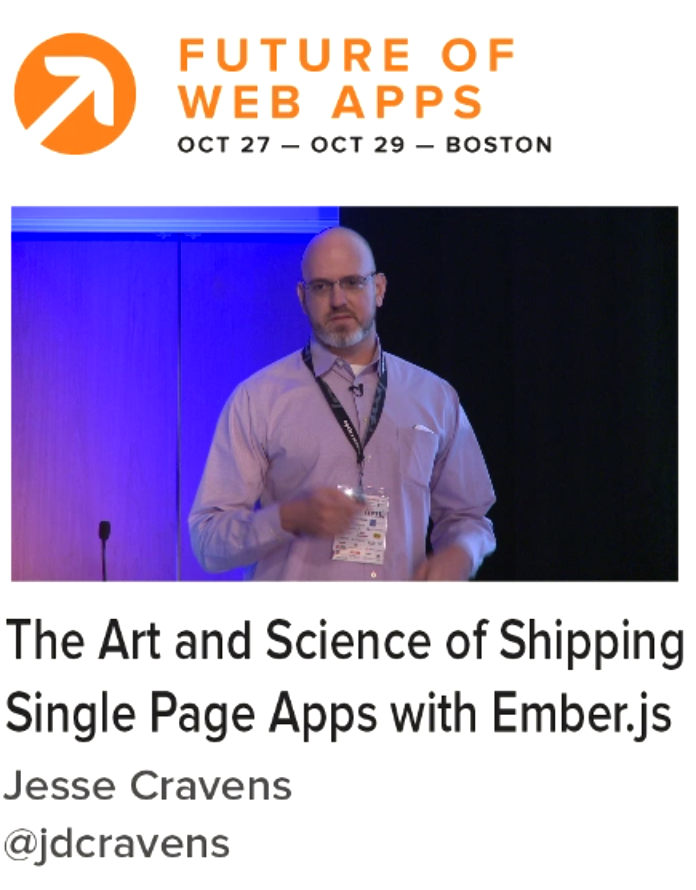 FUTURE OF
WEB APPS
OCT 27 — OCT 29 — BOSTON
The Art and Science of Shipping
Single Page Apps with Ember.js
Jesse Cravens
@jdcravens